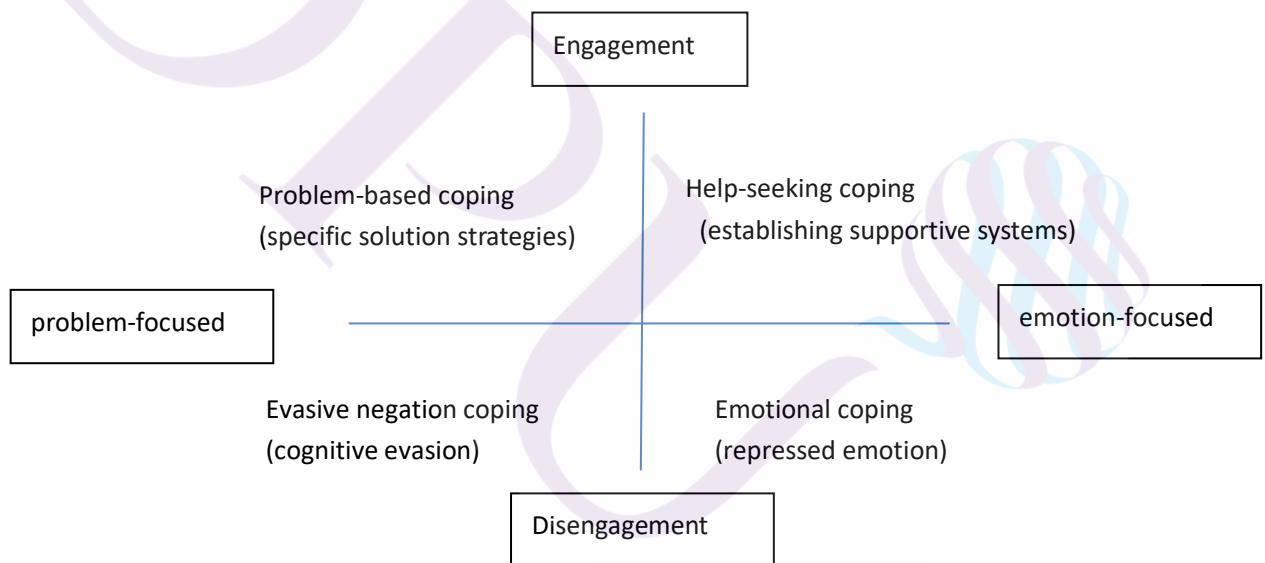 Engagement
Problem-based coping
(specific solution strategies)
Help-seeking coping
(establishing supportive systems)
problem-focused
emotion-focused
Evasive negation coping
(cognitive evasion)
Emotional coping
(repressed emotion)
Disengagement